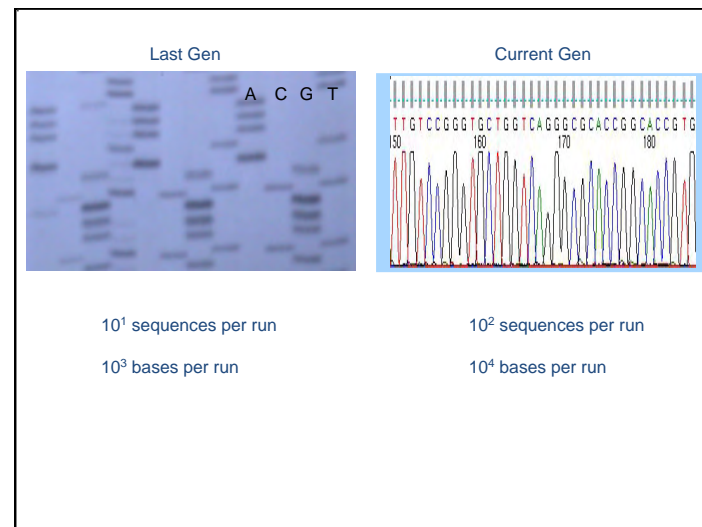 Last Gen
Current Gen
A C G T
TTGTCCGGGTGCTGGTCAGGGCGCACCGGCACCGTG
150 160 170 180
10¹ sequences per run
10² sequences per run
10³ bases per run
10⁴ bases per run